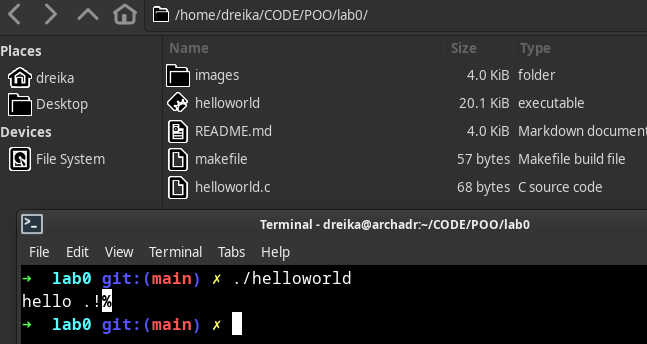 /home/dreika/CODE/POO/lab0/
Places
dreika
Desktop
Devices
File System
Name Size Type
images 4.0 KiB folder
helloworld 20.1 KiB executable
README.md 4.0 KiB Markdown document
makefile 57 bytes Makefile build file
helloworld.c 68 bytes C source code
Terminal - dreika@archadr:~/CODE/POO/lab0
File Edit View Terminal Tabs Help
→ lab0 git:(main) ✗ ./helloworld
hello .!%
→ lab0 git:(main) ✗